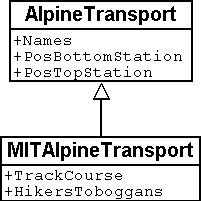 AlpineTransport
+Names
+PosBottomStation
+PosTopStation
MITAlpineTransport
+TrackCourse
+HikersToboggans